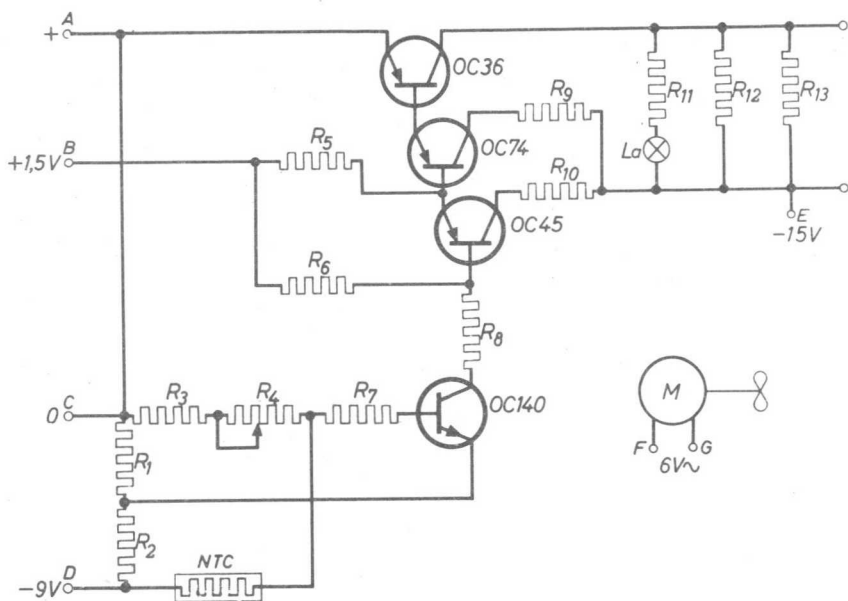 A
+
OC36
R9
R11
R12
R13
R5
OC74
La
B
+1,5V
R10
E
-15V
OC45
R6
R8
M
R3
R4
R7
OC140
C
0
F
G
6V~
R1
R2
NTC
D
-9V